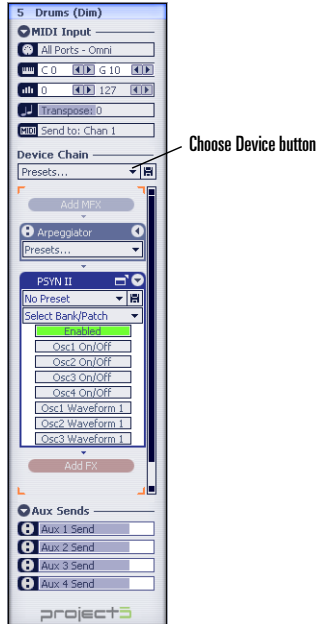 5 Drums (Dim)
MIDI Input
All Ports - Omni
C 0 G 10
0 127
Transpose: 0
MIDI Send to: Chan 1
Device Chain
Choose Device button
Presets...
Add MFX
Arpeggiator
Presets...
PSYN II
No Preset
Select Bank/Patch
Enabled
Osc1 On/Off
Osc2 On/Off
Osc3 On/Off
Osc4 On/Off
Osc1 Waveform 1
Osc2 Waveform 1
Osc3 Waveform 1
Add FX
Aux Sends
Aux 1 Send
Aux 2 Send
Aux 3 Send
Aux 4 Send
project5